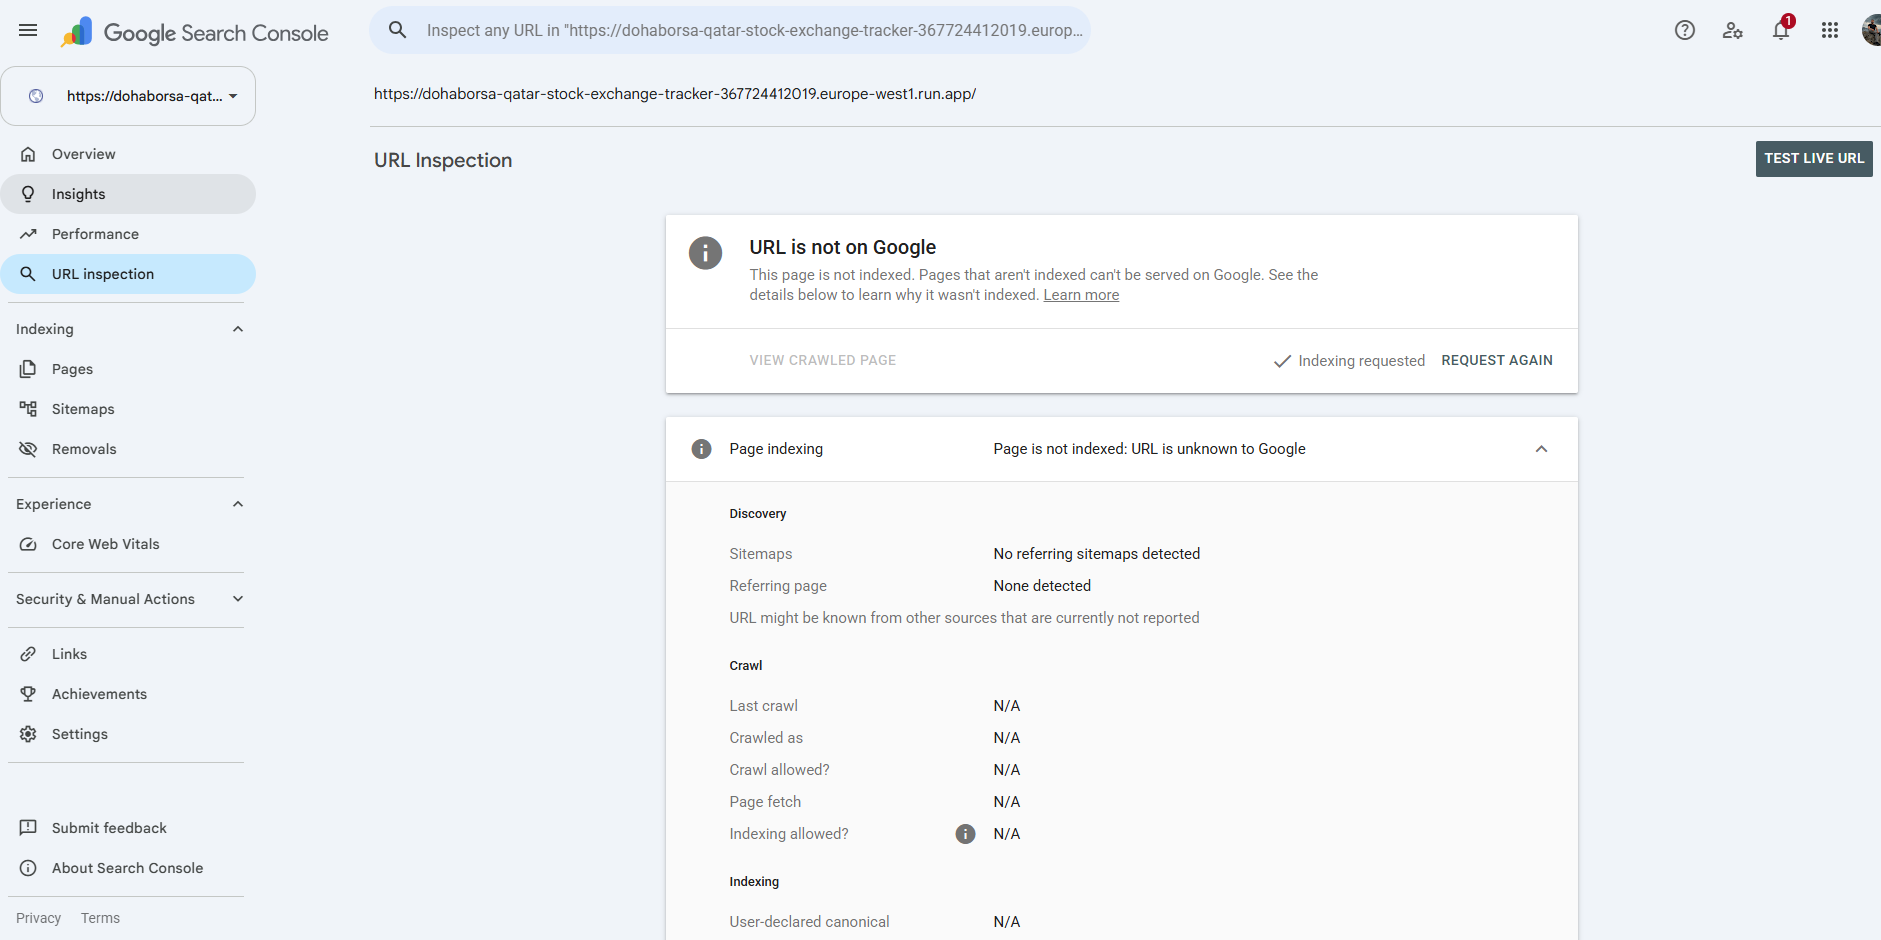 Google Search Console
Inspect any URL in "https://dohaborsa-qatar-stock-exchange-tracker-367724412019.europ...
1
https://dohaborsa-qat...
https://dohaborsa-qatar-stock-exchange-tracker-367724412019.europe-west1.run.app/
Overview
Insights
Performance
URL inspection
Indexing
Pages
Sitemaps
Removals
Experience
Core Web Vitals
Security & Manual Actions
Links
Achievements
Settings
Submit feedback
About Search Console
Privacy Terms
URL Inspection
TEST LIVE URL
URL is not on Google
This page is not indexed. Pages that aren't indexed can't be served on Google. See the
details below to learn why it wasn't indexed. Learn more
VIEW CRAWLED PAGE
Indexing requested
REQUEST AGAIN
Page indexing Page is not indexed: URL is unknown to Google
Discovery
Sitemaps No referring sitemaps detected
Referring page None detected
URL might be known from other sources that are currently not reported
Crawl
Last crawl N/A
Crawled as N/A
Crawl allowed? N/A
Page fetch N/A
Indexing allowed? N/A
Indexing
User-declared canonical N/A